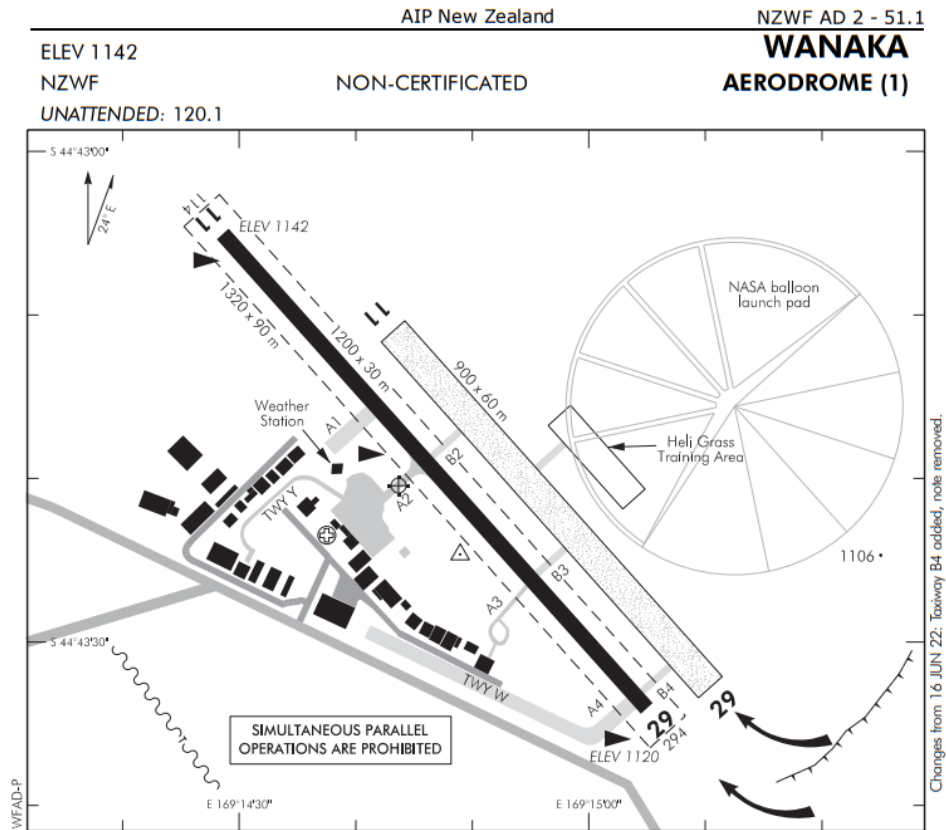 AIP New Zealand
NZWF AD 2 - 51.1
ELEV 1142
WANAKA
NZWF
NON-CERTIFICATED
AERODROME (1)
UNATTENDED: 120.1
S 44°43'00"
24° E
114
11
ELEV 1142
1320 x 90 m
1200 x 30 m
11
900 x 60 m
NASA balloon
launch pad
Weather
Station
A1
B2
A2
Heli Grass
Training Area
TWY Y
1106
B3
A3
S 44°43'30"
TWY W
A4
B4
29
294
29
ELEV 1120
SIMULTANEOUS PARALLEL
OPERATIONS ARE PROHIBITED
E 169°14'30"
E 169°15'00"
WFAD-P
Changes from 16 JUN 22: Taxiway B4 added, note removed.